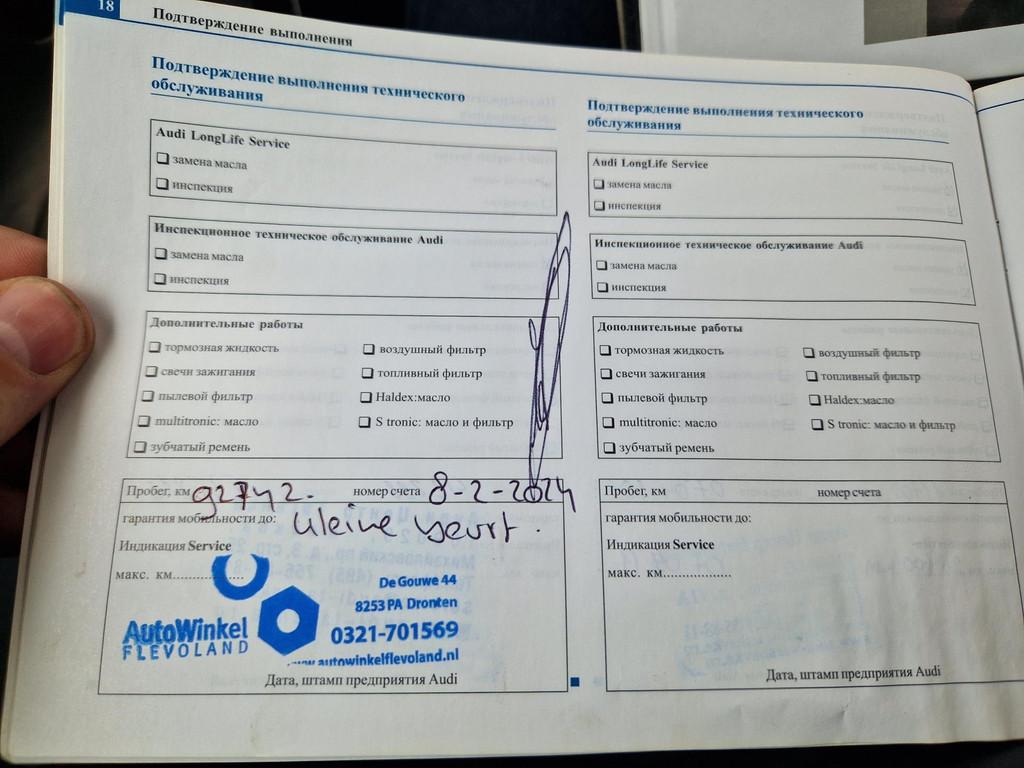 18
Подтверждение выполнения
Подтверждение выполнения технического
обслуживания
Audi LongLife Service
замена масла
инспекция
Инспекционное техническое обслуживание Audi
замена масла
инспекция
Дополнительные работы
тормозная жидкость
воздушный фильтр
свечи зажигания
топливный фильтр
пылевой фильтр
Haldex:масло
multitronic: масло
S tronic: масло и фильтр
зубчатый ремень
Пробег, км 92742. номер счета 8-2-2024
гарантия мобильности до: kleine beurt.
Индикация Service
макс. км..................
AutoWinkel
FLEVOLAND
De Gouwe 44
8253 PA Dronten
0321-701569
www.autowinkelflevoland.nl
Дата, штамп предприятия Audi
Подтверждение выполнения технического
обслуживания
Audi LongLife Service
замена масла
инспекция
Инспекционное техническое обслуживание Audi
замена масла
инспекция
Дополнительные работы
тормозная жидкость
воздушный фильтр
свечи зажигания
топливный фильтр
пылевой фильтр
Haldex:масло
multitronic: масло
S tronic: масло и фильтр
зубчатый ремень
Пробег, км номер счета
гарантия мобильности до:
Индикация Service
макс. км..................
Дата, штамп предприятия Audi